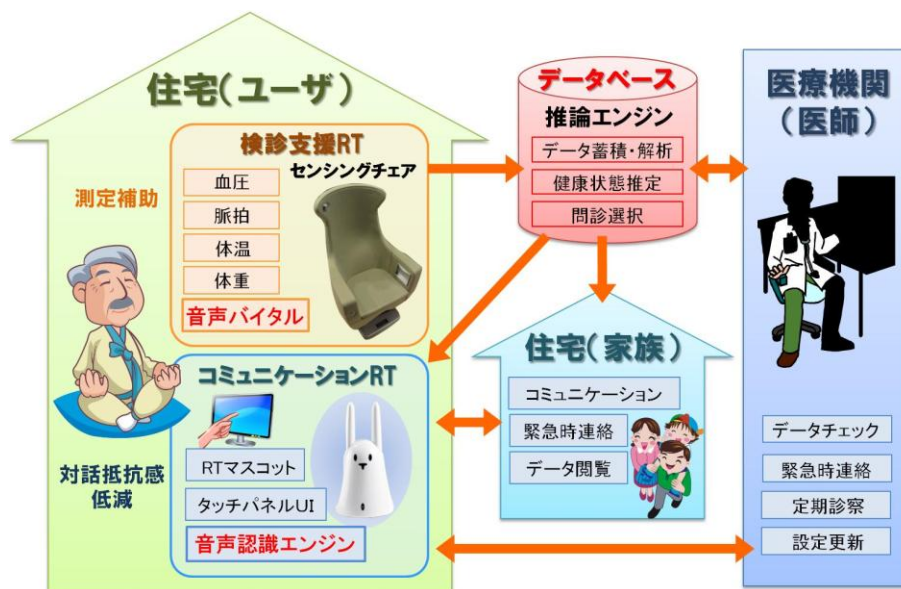 住宅(ユーザ)
検診支援RT
センシングチェア
測定補助
血圧
脈拍
体温
体重
音声バイタル
コミュニケーションRT
対話抵抗感
低減
RTマスコット
タッチパネルUI
音声認識エンジン
データベース
推論エンジン
データ蓄積・解析
健康状態推定
問診選択
住宅(家族)
コミュニケーション
緊急時連絡
データ閲覧
医療機関
(医師)
データチェック
緊急時連絡
定期診察
設定更新